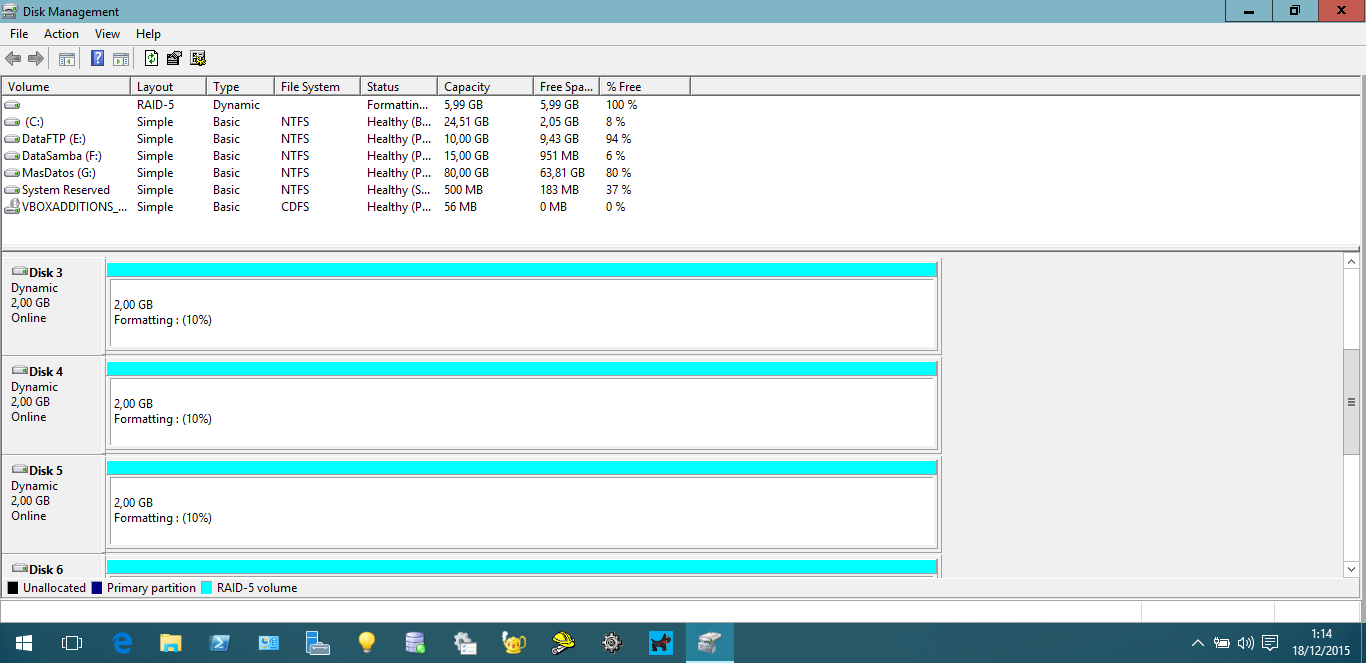 Disk Management
File Action View Help
Volume Layout Type File System Status Capacity Free Spa... % Free
RAID-5 Dynamic Formattin... 5,99 GB 5,99 GB 100 %
(C:) Simple Basic NTFS Healthy (B... 24,51 GB 2,05 GB 8 %
DataFTP (E:) Simple Basic NTFS Healthy (P... 10,00 GB 9,43 GB 94 %
DataSamba (F:) Simple Basic NTFS Healthy (P... 15,00 GB 951 MB 6 %
MasDatos (G:) Simple Basic NTFS Healthy (P... 80,00 GB 63,81 GB 80 %
System Reserved Simple Basic NTFS Healthy (S... 500 MB 183 MB 37 %
VBOXADDITIONS_... Simple Basic CDFS Healthy (P... 56 MB 0 MB 0 %
Disk 3
Dynamic
2,00 GB
Online
2,00 GB
Formatting : (10%)
Disk 4
Dynamic
2,00 GB
Online
2,00 GB
Formatting : (10%)
Disk 5
Dynamic
2,00 GB
Online
2,00 GB
Formatting : (10%)
Disk 6
Unallocated Primary partition RAID-5 volume
1:14
18/12/2015